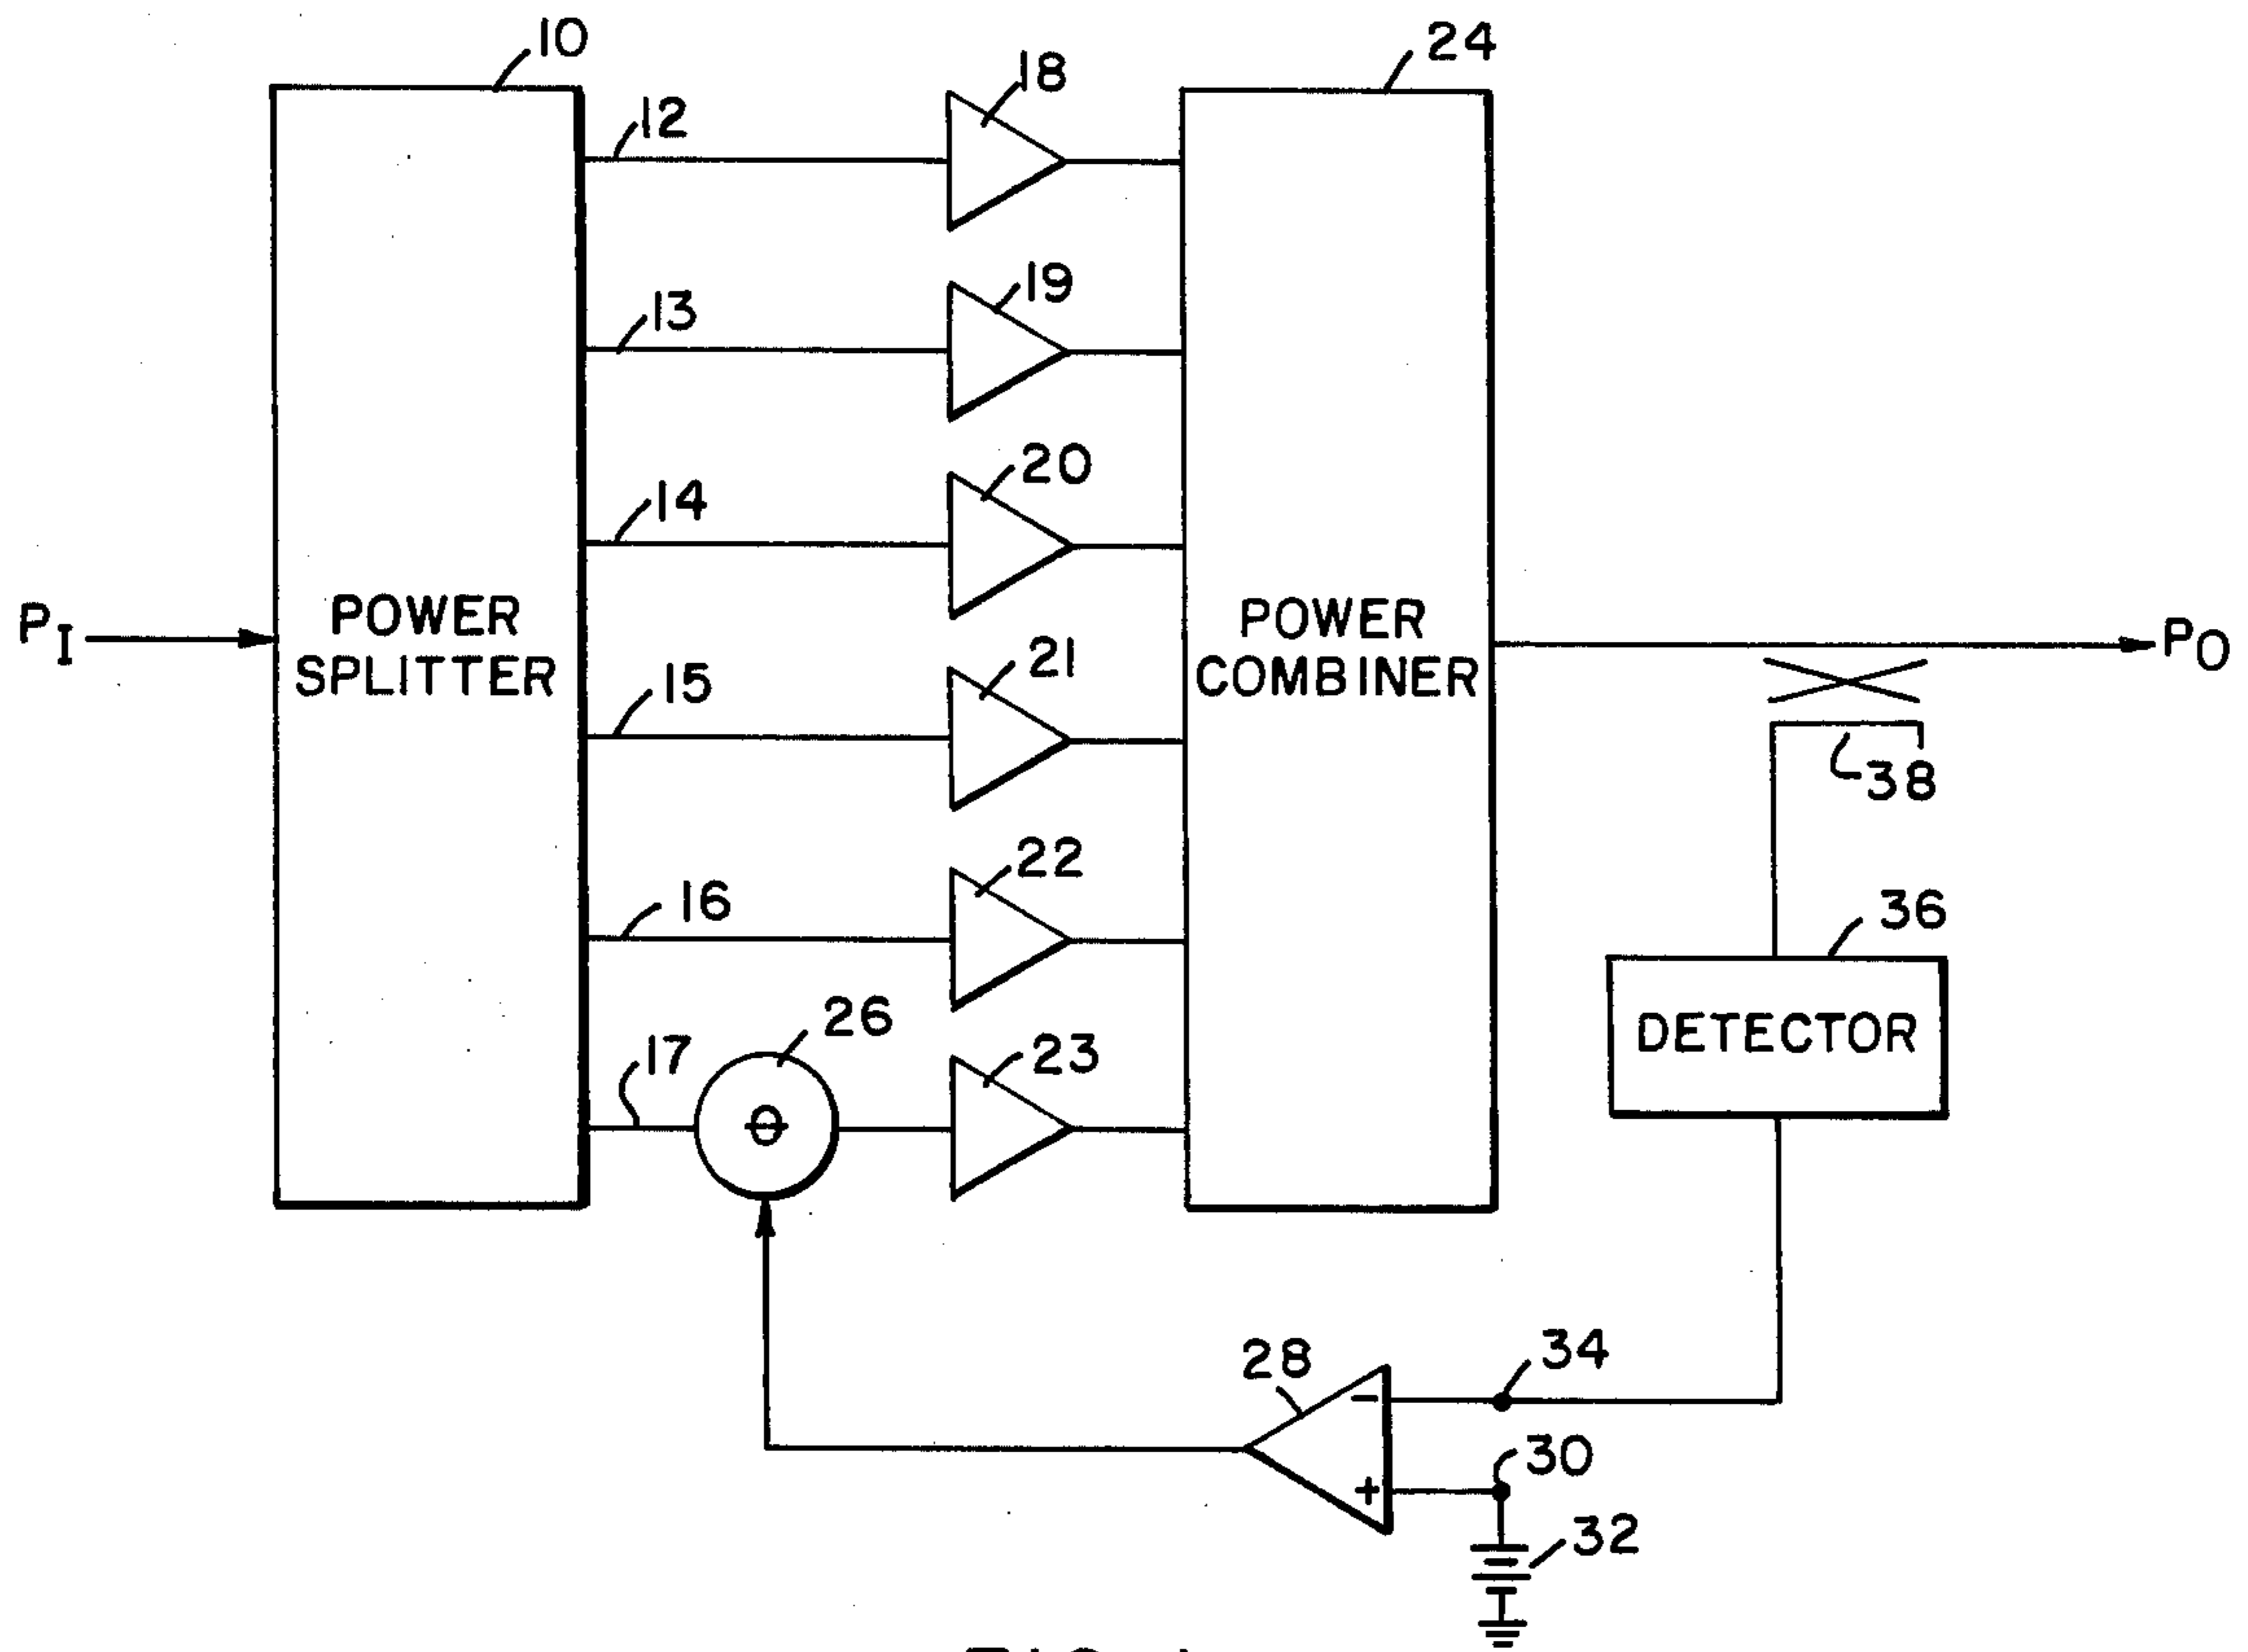 10
24
18
12
19
13
20
14
P_I
POWER
SPLITTER
21
15
POWER
COMBINER
P_O
38
22
16
36
DETECTOR
26
17
23
θ
28
34
−
30
+
32